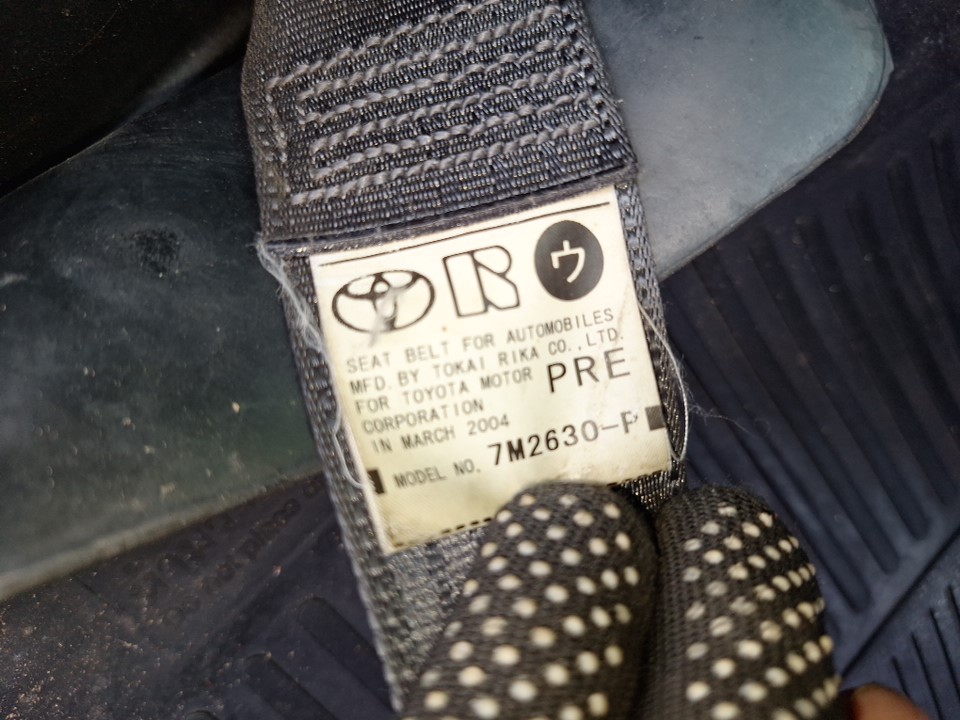 R ウ
SEAT BELT FOR AUTOMOBILES
MFD. BY TOKAI RIKA CO., LTD.
FOR TOYOTA MOTOR PRE
CORPORATION
IN MARCH 2004
MODEL NO. 7M2630-P